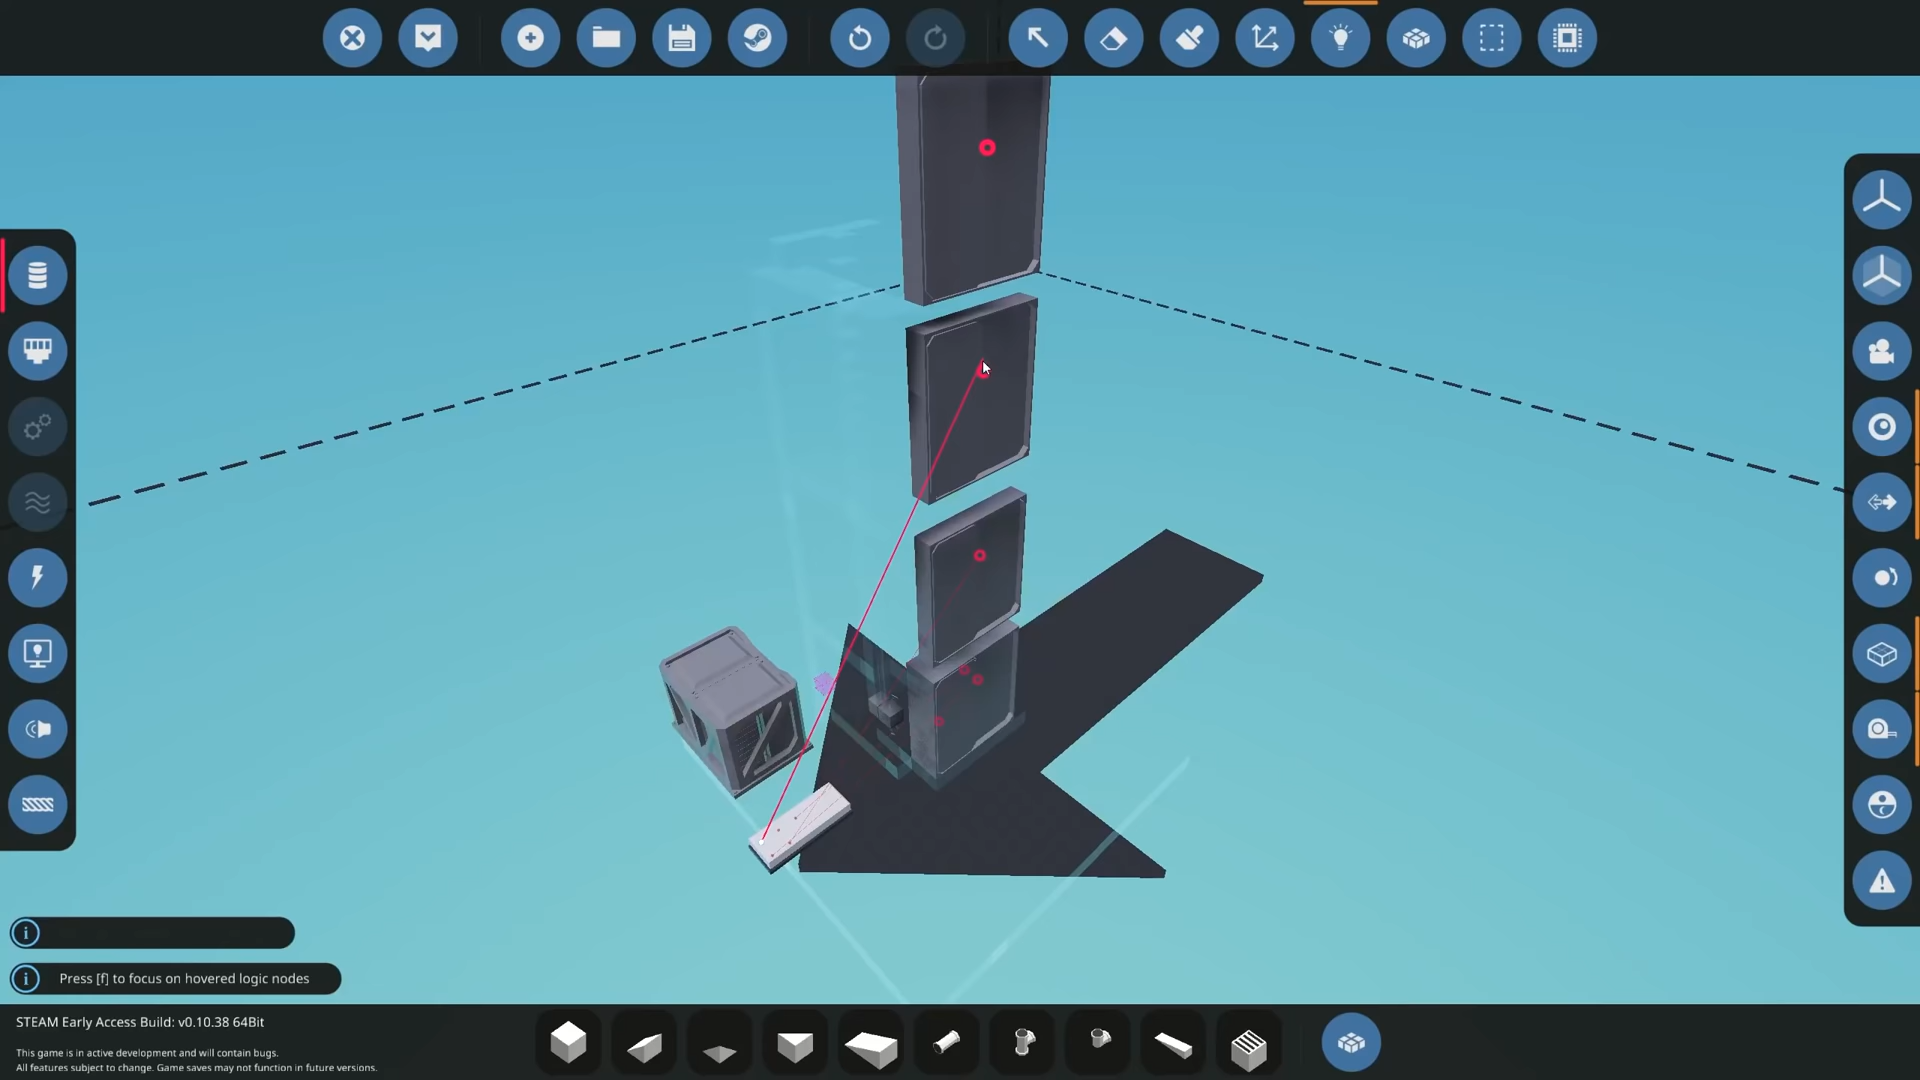 Press [f] to focus on hovered logic nodes
STEAM Early Access Build: v0.10.38 64Bit
This game is in active development and will contain bugs.
All features subject to change. Game saves may not function in future versions.